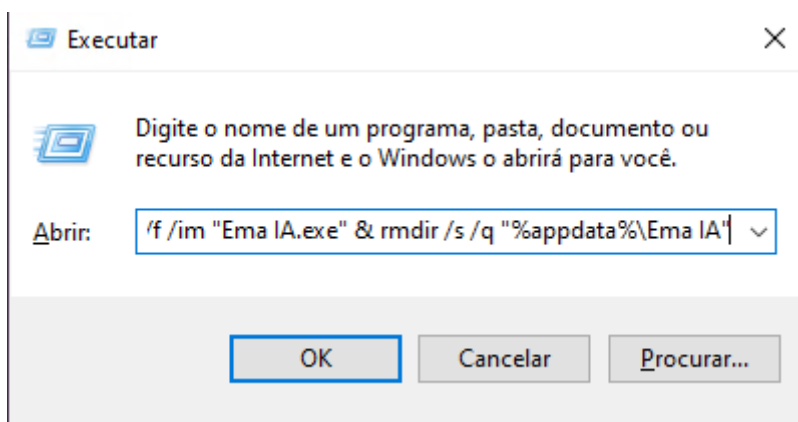 Executar
Digite o nome de um programa, pasta, documento ou
recurso da Internet e o Windows o abrirá para você.
Abrir:
/f /im "Ema IA.exe" & rmdir /s /q "%appdata%\Ema IA"
OK
Cancelar
Procurar...